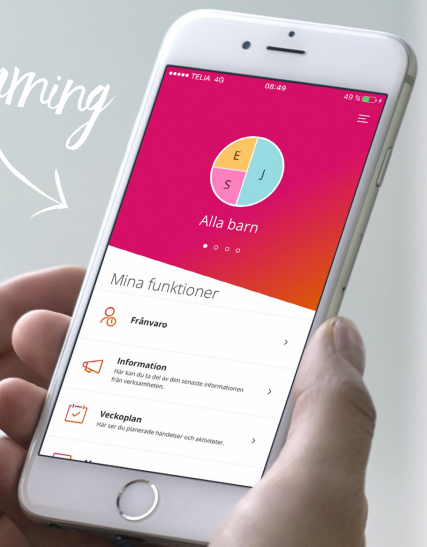 TELIA 4G
08:49
49 %
E
J
S
Alla barn
Mina funktioner
Frånvaro
Information
Här kan du ta del av den senaste informationen
från verksamheten.
Veckoplan
Här ser du planerade händelser och aktiviteter.